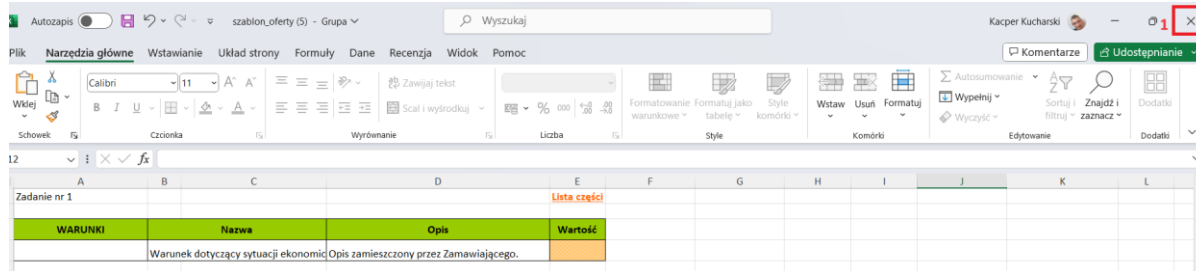 Autozapis szablon_oferty (5) - Grupa Wyszukaj Kacper Kucharski 1
Plik Narzędzia główne Wstawianie Układ strony Formuły Dane Recenzja Widok Pomoc Komentarze Udostępnianie
Calibri 11 Zawijaj tekst Autosumowanie
Wklej B I U A Scal i wyśrodkuj % 000 Formatowanie warunkowe Formatuj jako tabelę Style komórki Wstaw Usuń Formatuj Wypełnij Sortuj i filtruj Znajdź i zaznacz Dodatki
Wyczyść
Schowek Czcionka Wyrównanie Liczba Style Komórki Edytowanie Dodatki
12 fx
A B C D E F G H I J K L
Zadanie nr 1 Lista części
WARUNKI Nazwa Opis Wartość
Warunek dotyczący sytuacji ekonomic Opis zamieszczony przez Zamawiającego.